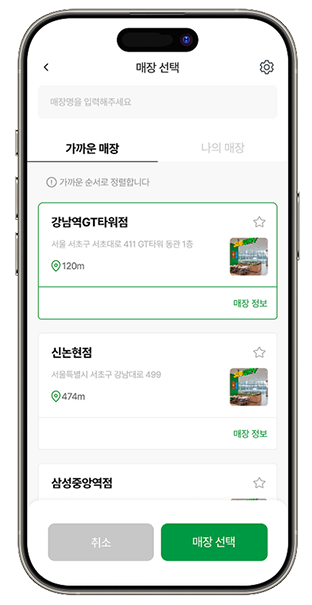 매장 선택
매장명을 입력해주세요
가까운 매장
나의 매장
가까운 순서로 정렬합니다
강남역GT타워점
서울 서초구 서초대로 411 GT타워 동관 1층
120m
매장 정보
신논현점
서울특별시 서초구 강남대로 499
474m
매장 정보
삼성중앙역점
취소
매장 선택